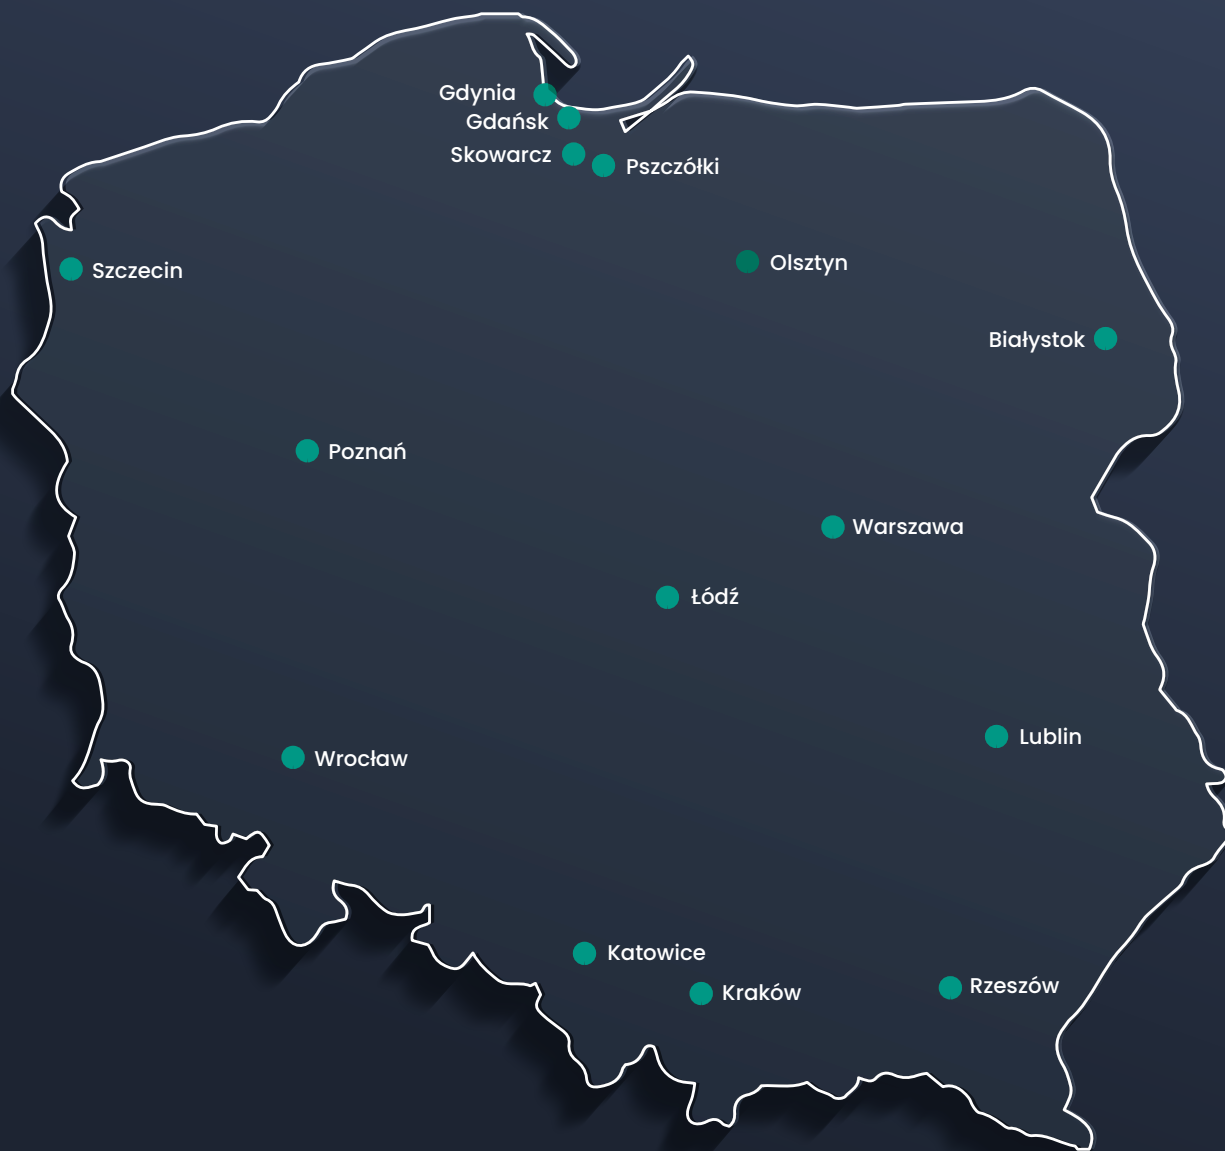 Gdynia
Gdańsk
Skowarcz
Pszczółki
Szczecin
Olsztyn
Białystok
Poznań
Warszawa
Łódź
Lublin
Wrocław
Katowice
Kraków
Rzeszów